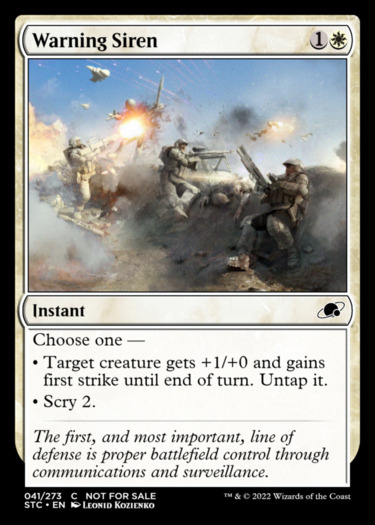 Warning Siren 1
Instant
Choose one —
• Target creature gets +1/+0 and gains
first strike until end of turn. Untap it.
• Scry 2.
The first, and most important, line of
defense is proper battlefield control through
communications and surveillance.
041/273 C NOT FOR SALE
STC • EN Leonid Kozienko
™ & © 2022 Wizards of the Coast